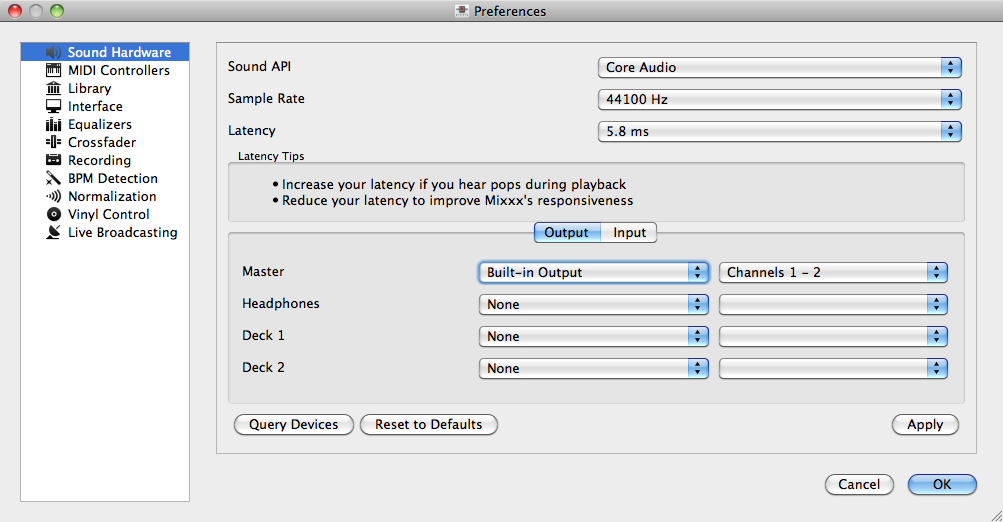 Preferences
Sound Hardware
MIDI Controllers
Library
Interface
Equalizers
Crossfader
Recording
BPM Detection
Normalization
Vinyl Control
Live Broadcasting
Sound API Core Audio
Sample Rate 44100 Hz
Latency 5.8 ms
Latency Tips
• Increase your latency if you hear pops during playback
• Reduce your latency to improve Mixxx's responsiveness
Output Input
Master Built-in Output Channels 1 - 2
Headphones None
Deck 1 None
Deck 2 None
Query Devices Reset to Defaults Apply
Cancel OK